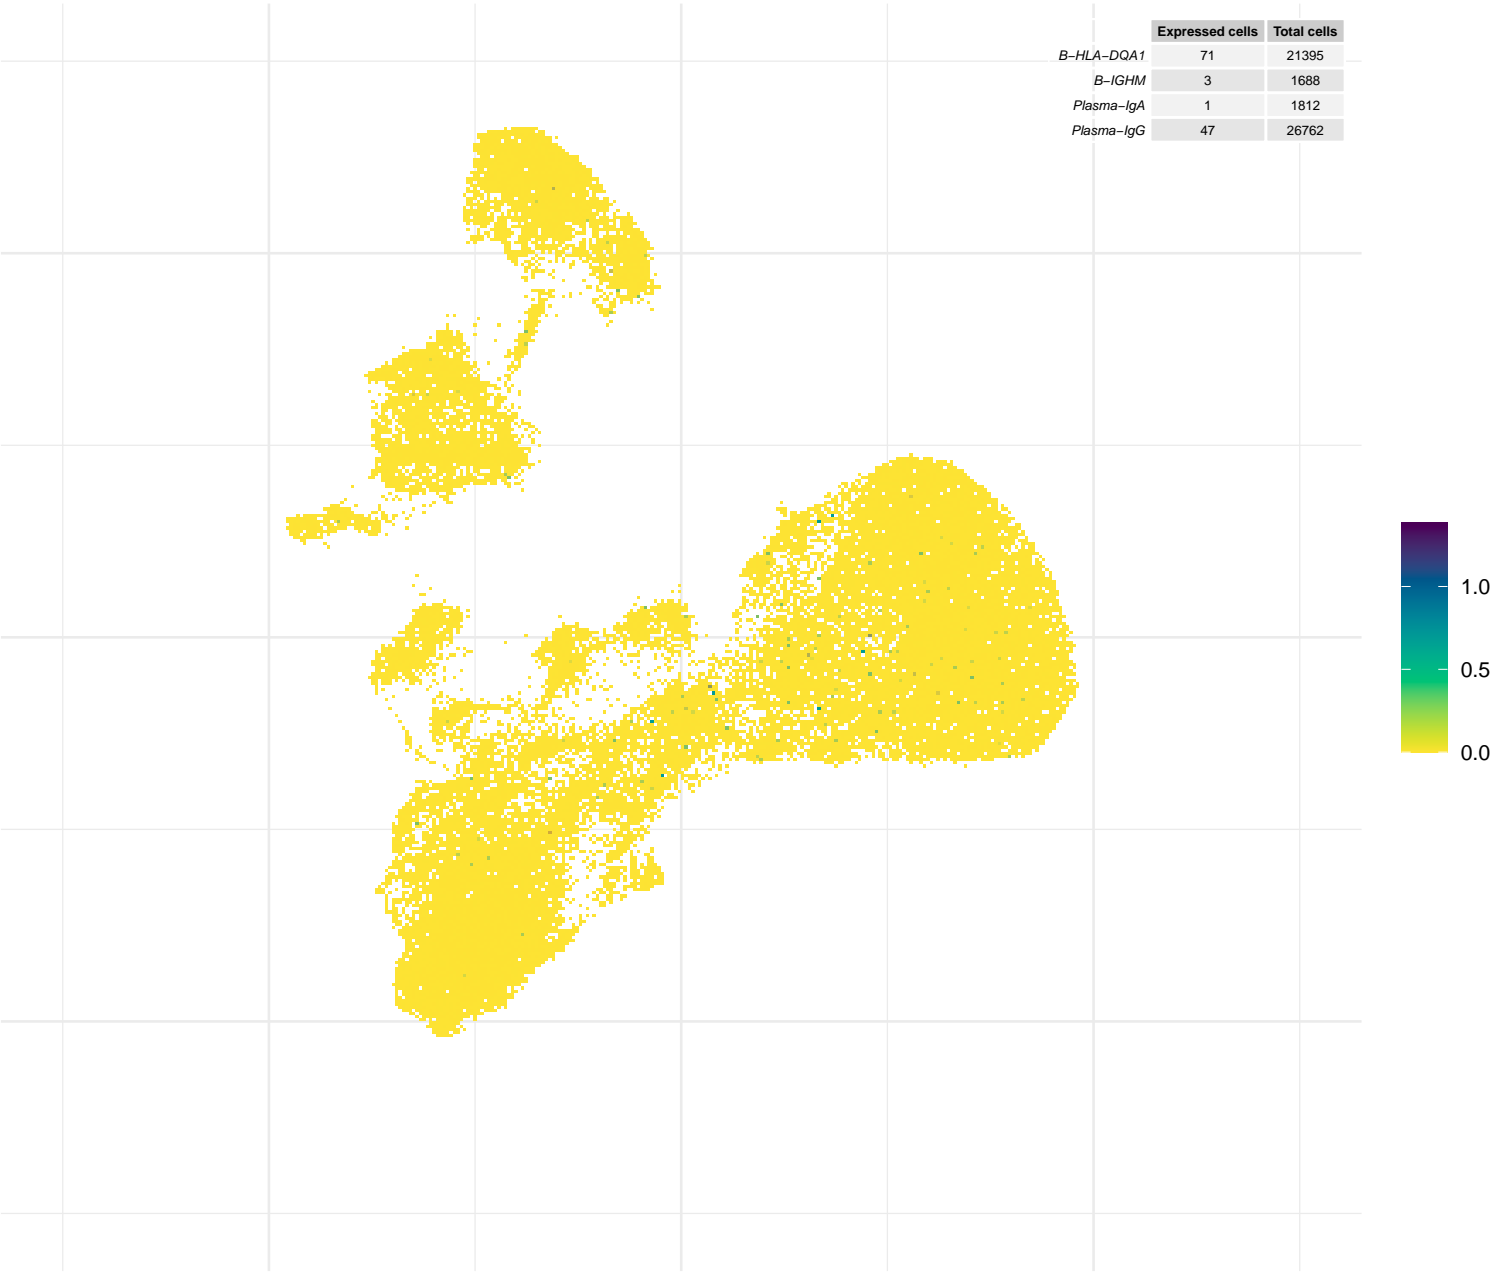 Expressed cells Total cells
B−HLA−DQA1 71 21395
B−IGHM 3 1688
Plasma−IgA 1 1812
Plasma−IgG 47 26762
1.0
0.5
0.0